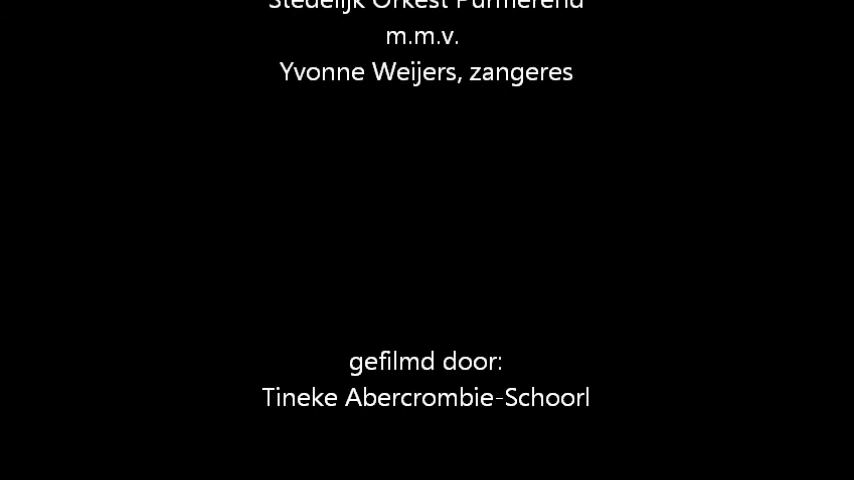 Stedelijk Orkest Purmerend
m.m.v.
Yvonne Weijers, zangeres
gefilmd door:
Tineke Abercrombie-Schoorl